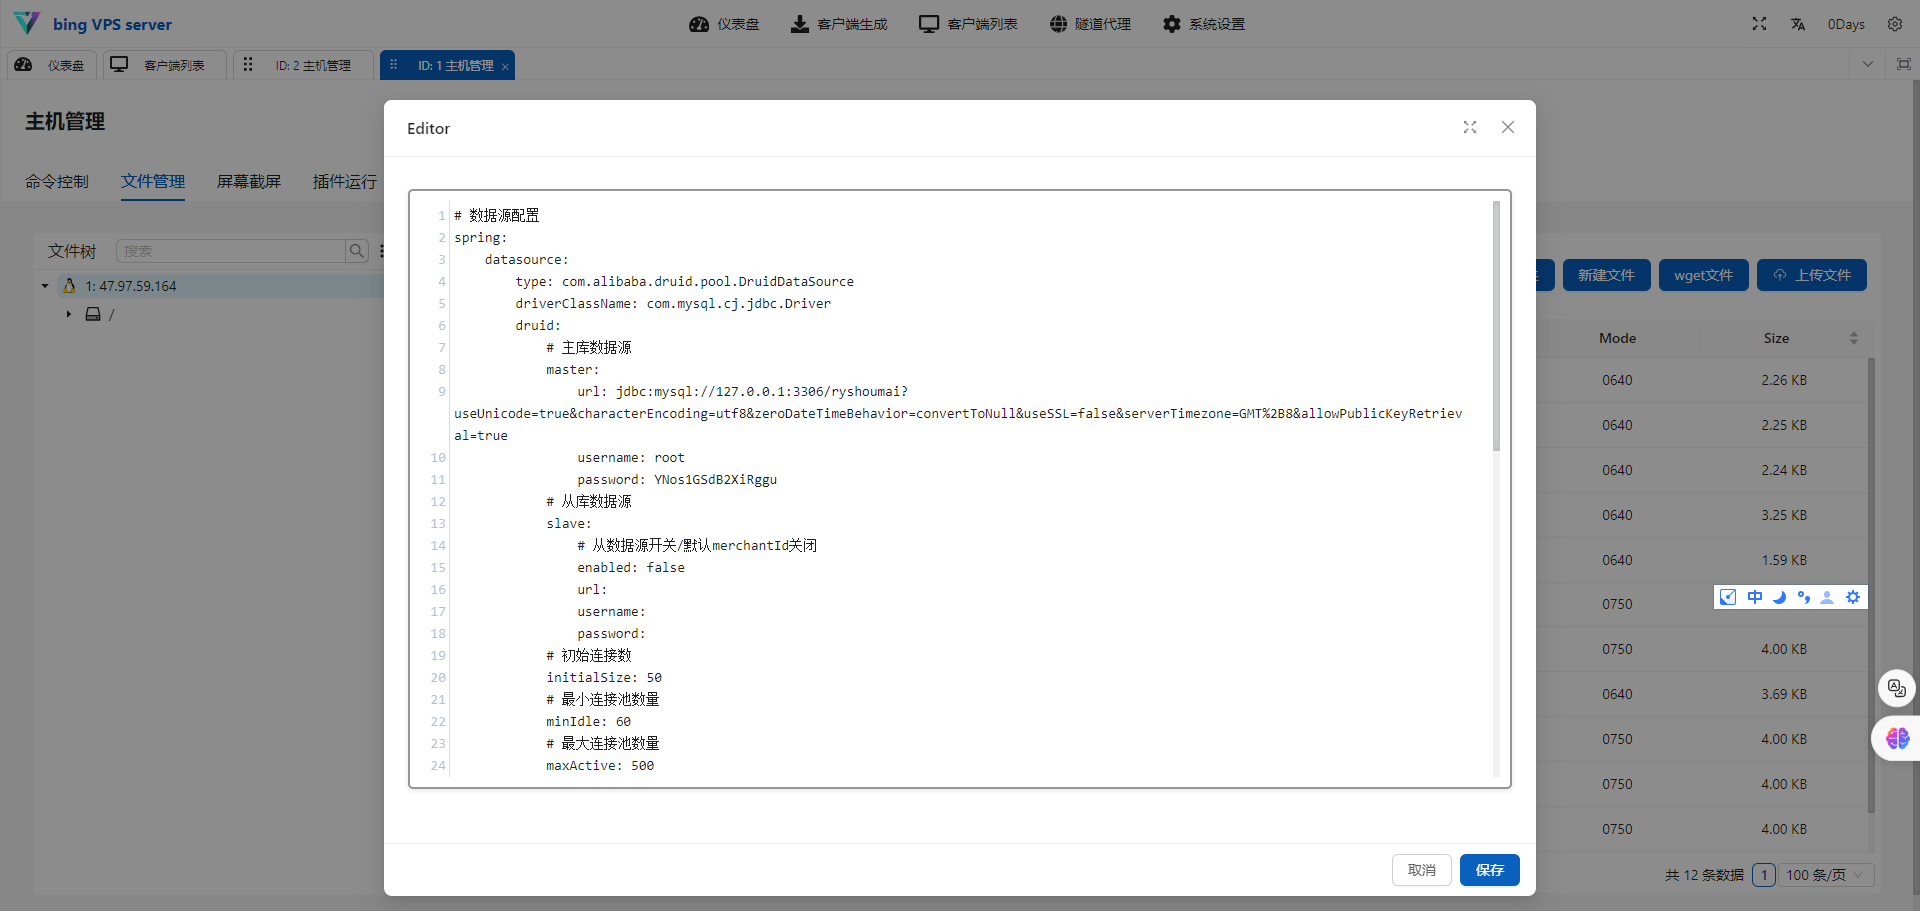 bing VPS server
仪表盘
客户端生成
客户端列表
隧道代理
系统设置
0Days
仪表盘
客户端列表
ID: 2 主机管理
ID: 1 主机管理
主机管理
命令控制
文件管理
屏幕截屏
插件运行
文件树
搜索
1: 47.97.59.164
/
Editor
1 # 数据源配置
2 spring:
3 datasource:
4 type: com.alibaba.druid.pool.DruidDataSource
5 driverClassName: com.mysql.cj.jdbc.Driver
6 druid:
7 # 主库数据源
8 master:
9 url: jdbc:mysql://127.0.0.1:3306/ryshoumai?
useUnicode=true&characterEncoding=utf8&zeroDateTimeBehavior=convertToNull&useSSL=false&serverTimezone=GMT%2B8&allowPublicKeyRetriev
al=true
10 username: root
11 password: YNos1GSdB2XiRggu
12 # 从库数据源
13 slave:
14 # 从数据源开关/默认merchantId关闭
15 enabled: false
16 url:
17 username:
18 password:
19 # 初始连接数
20 initialSize: 50
21 # 最小连接池数量
22 minIdle: 60
23 # 最大连接池数量
24 maxActive: 500
取消
保存
新建文件
wget文件
上传文件
Mode Size
0640 2.26 KB
0640 2.25 KB
0640 2.24 KB
0640 3.25 KB
0640 1.59 KB
0750
中
0750 4.00 KB
0640 3.69 KB
0750 4.00 KB
0750 4.00 KB
0750 4.00 KB
共 12 条数据
1
100 条/页